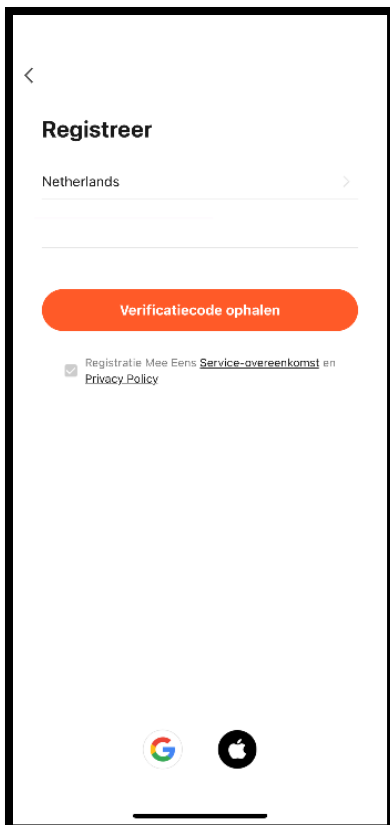 Registreer
Netherlands
Verificatiecode ophalen
Registratie Mee Eens Service-overeenkomst en
Privacy Policy